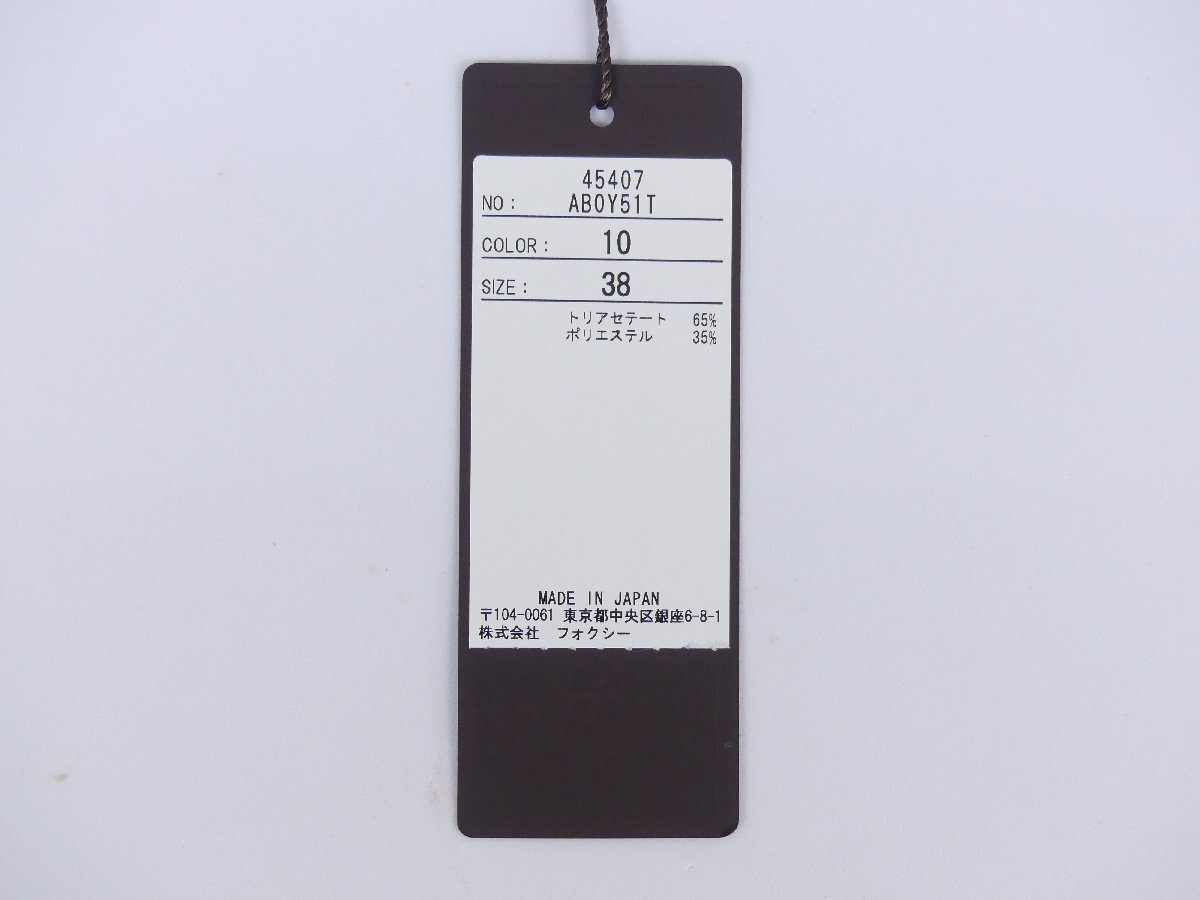 45407
NO : AB0Y51T
COLOR : 10
SIZE : 38
トリアセテート 65%
ポリエステル 35%
MADE IN JAPAN
〒104-0061 東京都中央区銀座6-8-1
株式会社 フォクシー